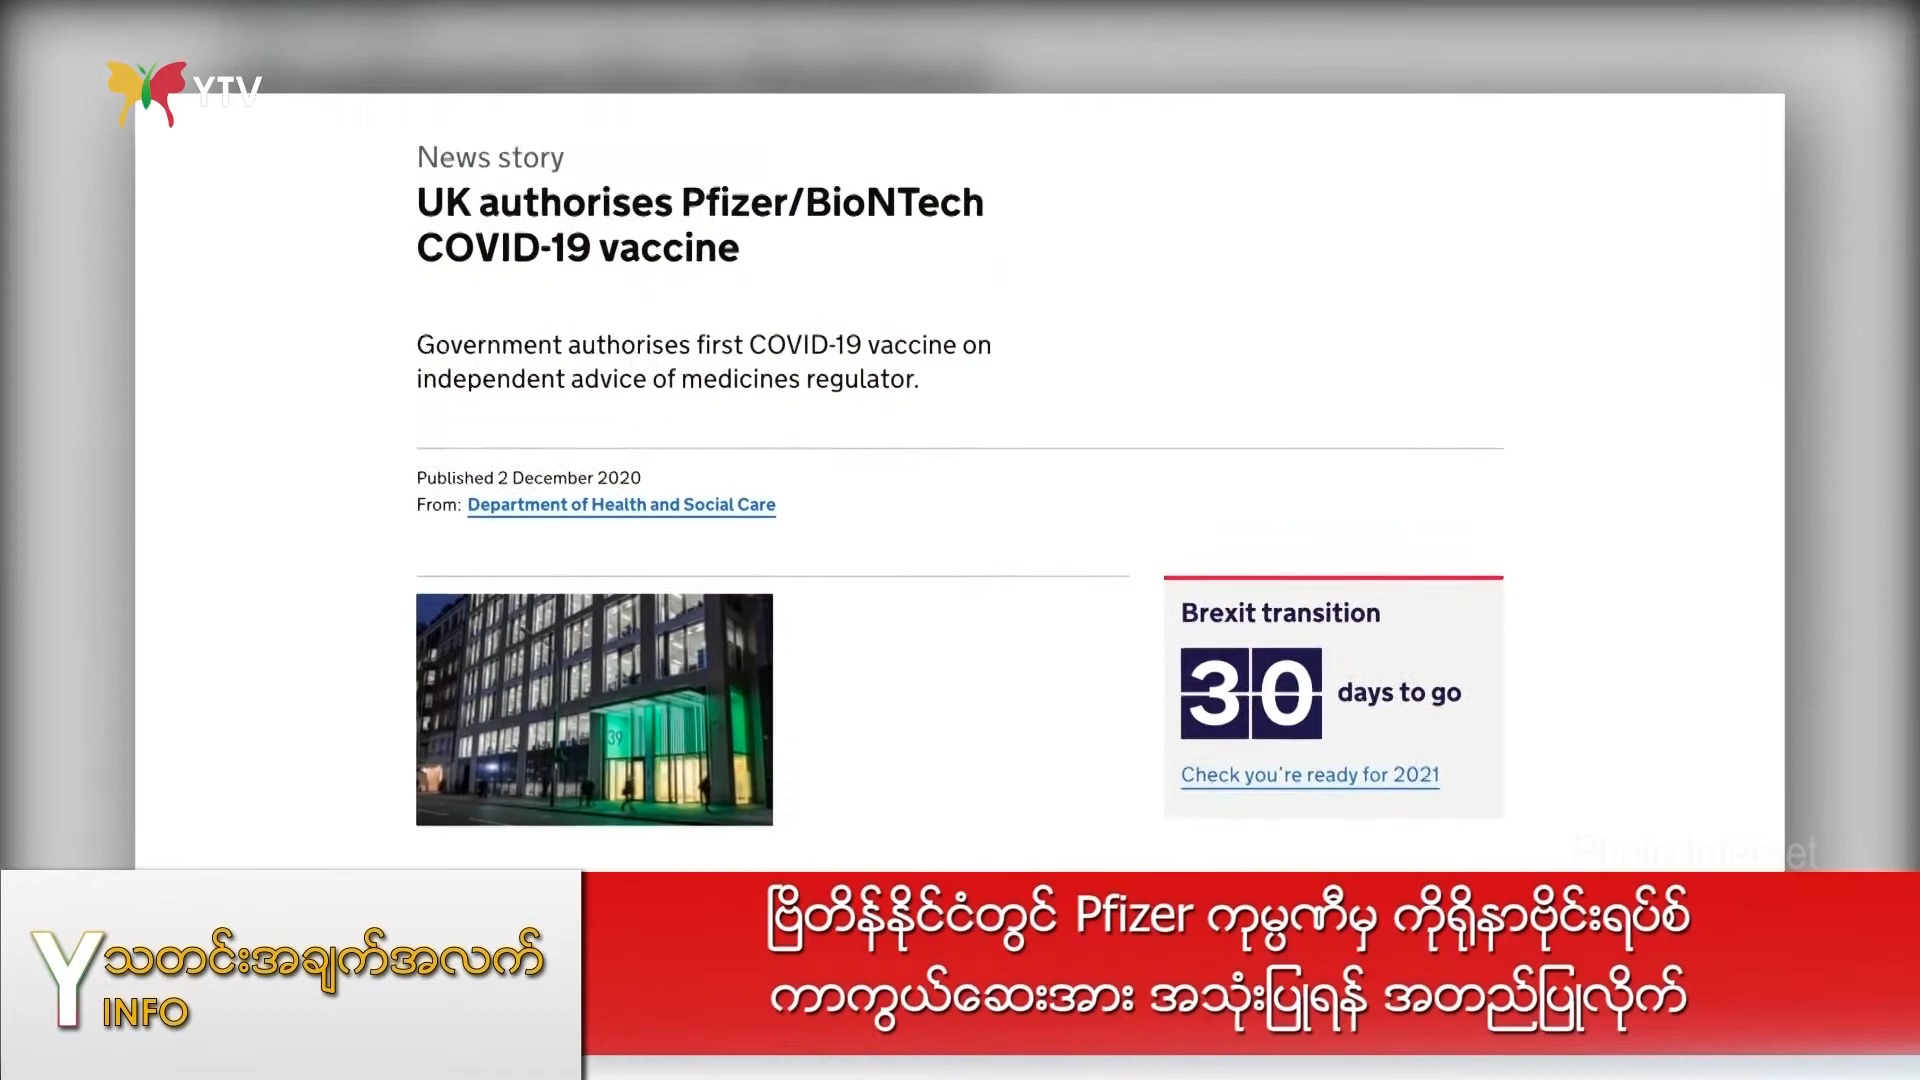 YTV
News story
UK authorises Pfizer/BioNTech
COVID-19 vaccine
Government authorises first COVID-19 vaccine on
independent advice of medicines regulator.
Published 2 December 2020
From: Department of Health and Social Care
39
Brexit transition
30 days to go
Check you're ready for 2021
Photo Internet
Y သတင်းအချက်အလက်
INFO
ဗြိတိန်နိုင်ငံတွင် Pfizer ကုမ္ပဏီမှ ကိုရိုနာဗိုင်းရပ်စ်
ကာကွယ်ဆေးအား အသုံးပြုရန် အတည်ပြုလိုက်